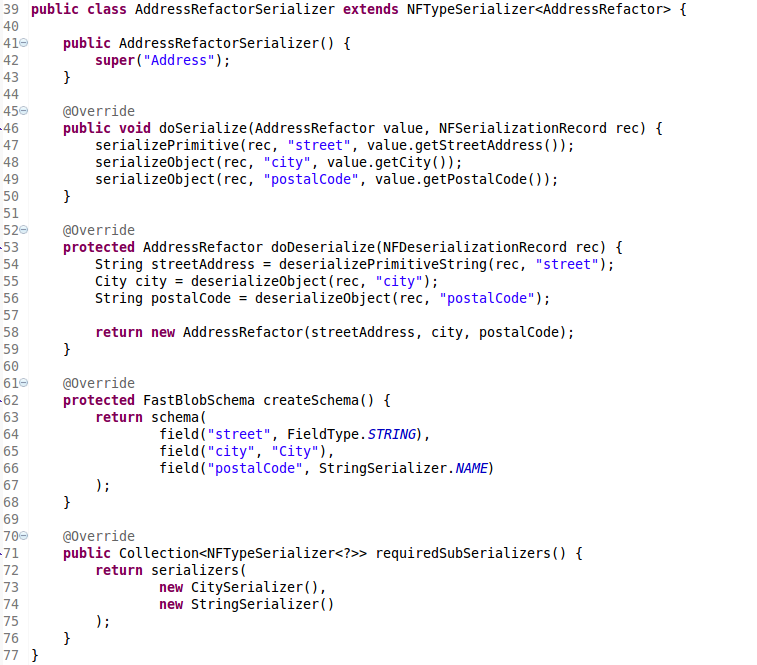 39 public class AddressRefactorSerializer extends NFTypeSerializer<AddressRefactor> {
40
41     public AddressRefactorSerializer() {
42         super("Address");
43     }
44
45     @Override
46     public void doSerialize(AddressRefactor value, NFSerializationRecord rec) {
47         serializePrimitive(rec, "street", value.getStreetAddress());
48         serializeObject(rec, "city", value.getCity());
49         serializeObject(rec, "postalCode", value.getPostalCode());
50     }
51
52     @Override
53     protected AddressRefactor doDeserialize(NFDeserializationRecord rec) {
54         String streetAddress = deserializePrimitiveString(rec, "street");
55         City city = deserializeObject(rec, "city");
56         String postalCode = deserializeObject(rec, "postalCode");
57
58         return new AddressRefactor(streetAddress, city, postalCode);
59     }
60
61     @Override
62     protected FastBlobSchema createSchema() {
63         return schema(
64                 field("street", FieldType.STRING),
65                 field("city", "City"),
66                 field("postalCode", StringSerializer.NAME)
67         );
68     }
69
70     @Override
71     public Collection<NFTypeSerializer<?>> requiredSubSerializers() {
72         return serializers(
73                 new CitySerializer(),
74                 new StringSerializer()
75         );
76     }
77 }